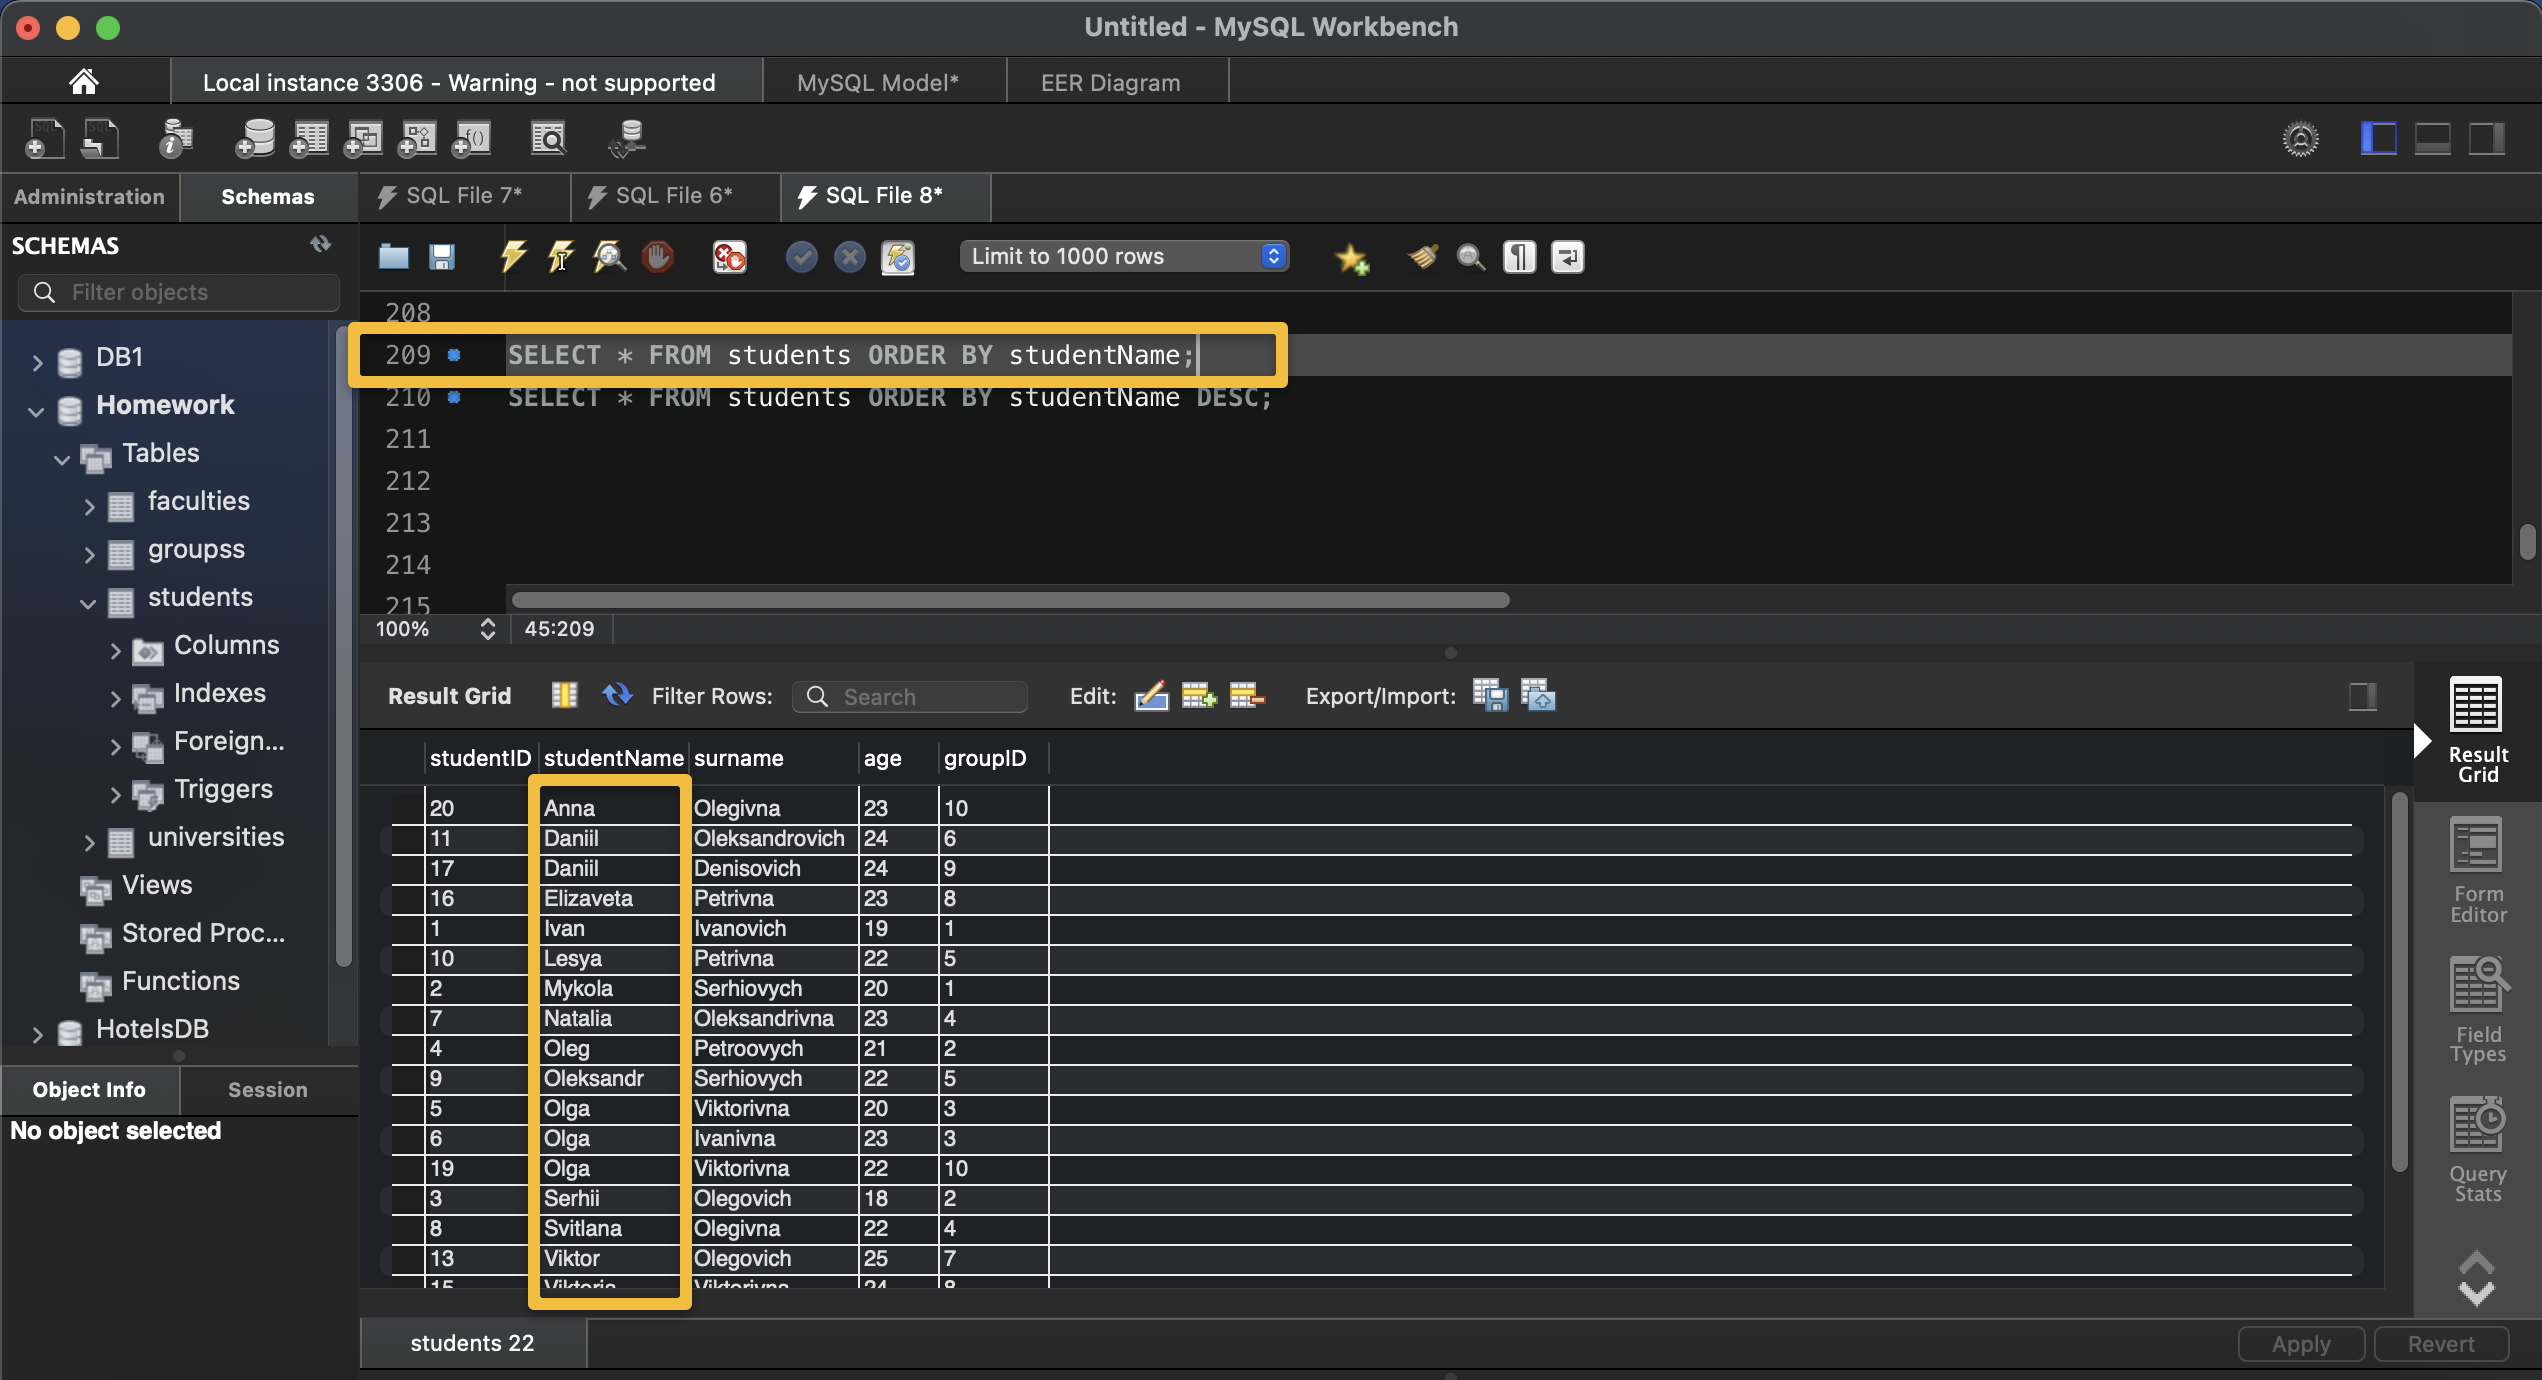 Untitled - MySQL Workbench
Local instance 3306 - Warning - not supported
MySQL Model*
EER Diagram
Administration
Schemas
SQL File 7*
SQL File 6*
SQL File 8*
SCHEMAS
Filter objects
Limit to 1000 rows
DB1
Homework
Tables
faculties
groupss
students
Columns
Indexes
Foreign...
Triggers
universities
Views
Stored Proc...
Functions
HotelsDB
Object Info
Session
No object selected
208
209 SELECT * FROM students ORDER BY studentName;
210 SELECT * FROM students ORDER BY studentName DESC;
211
212
213
214
215
100% 45:209
Result Grid Filter Rows: Search Edit: Export/Import:
studentID studentName surname age groupID
20 Anna Olegivna 23 10
11 Daniil Oleksandrovich 24 6
17 Daniil Denisovich 24 9
16 Elizaveta Petrivna 23 8
1 Ivan Ivanovich 19 1
10 Lesya Petrivna 22 5
2 Mykola Serhiovych 20 1
7 Natalia Oleksandrivna 23 4
4 Oleg Petroovych 21 2
9 Oleksandr Serhiovych 22 5
5 Olga Viktorivna 20 3
6 Olga Ivanivna 23 3
19 Olga Viktorivna 22 10
3 Serhii Olegovich 18 2
8 Svitlana Olegivna 22 4
13 Viktor Olegovich 25 7
15 Viktoria Viktorivna 24 8
Result
Grid
Form
Editor
Field
Types
Query
Stats
students 22
Apply
Revert